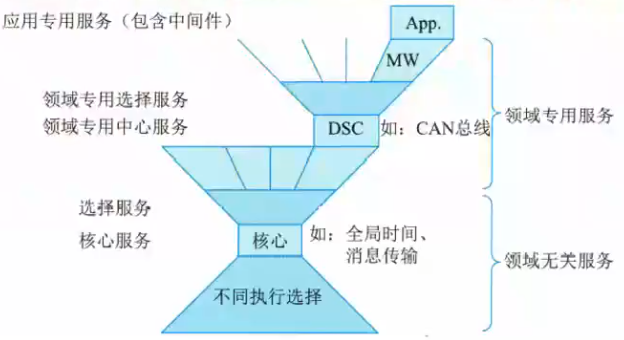 应用专用服务（包含中间件）
App.
MW
领域专用选择服务
领域专用中心服务
DSC
如：CAN总线
领域专用服务
选择服务
核心服务
核心
如：全局时间、
消息传输
领域无关服务
不同执行选择